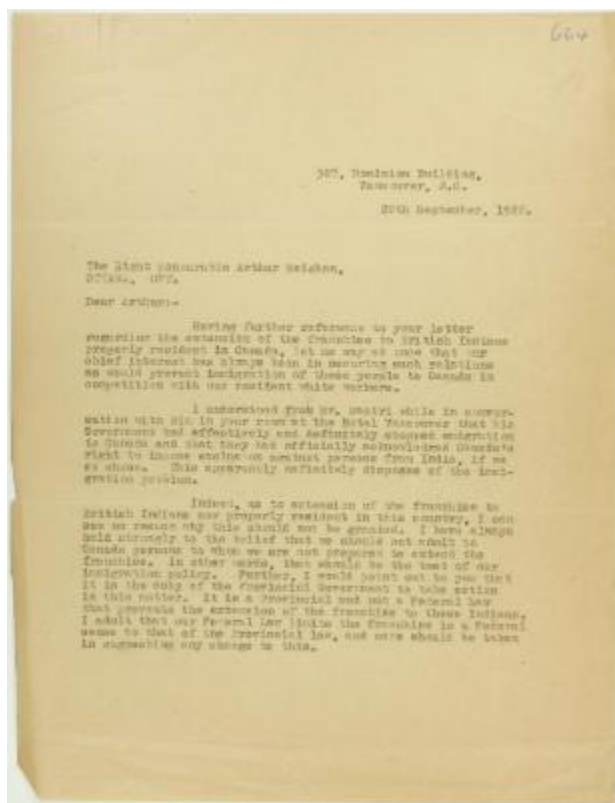 664
307, Dominion Building,
Vancouver, B.C.
September, 1922.
The Right Honourable Arthur Meighen,
OTTAWA, ONT.
Dear Arthur:-
Having further reference to your letter
regarding the extension of the franchise to British Indians
properly resident in Canada, let me say at once that our
chief interest has always been in securing such relations
as would prevent immigration of these people to Canada in
competition with our resident white workers.
I understood from Mr. Sastri while in conver-
sation with him in your room at the Hotel Vancouver that his
Government had effectively and definitely stopped emigration
to Canada and that they had officially acknowledged Canada's
right to impose exclusion against persons from India, if we
so chose. This apparently definitely disposes of the immi-
gration problem.
Indeed, as to extension of the franchise to
British Indians now properly resident in this country, I can
see no reason why this should not be granted. I have always
held strongly to the belief that we should not admit to
Canada persons to whom we are not prepared to extend the
franchise. In other words, that should be the test of our
immigration policy. Further, I would point out to you that
it is the duty of the Provincial Government to take action
in this matter. It is a Provincial and not a Federal Law
that prevents the extension of the franchise to these Indians.
I admit that our Federal Law limits the franchise in a Federal
sense to that of the Provincial law, and care should be taken
in suggesting any change to this.